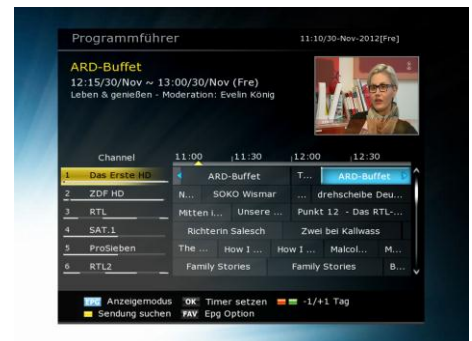 Programmführer 11:10/30-Nov-2012[Fre]
ARD-Buffet
12:15/30/Nov ~ 13:00/30/Nov (Fre)
Leben & genießen - Moderation: Evelin König
Channel 11:00 11:30 12:00 12:30
1 Das Erste HD ARD-Buffet T... ARD-Buffet
2 ZDF HD N... SOKO Wismar ... drehscheibe Deu...
3 RTL Mitten i... Unsere ... Punkt 12 - Das RTL-...
4 SAT.1 Richterin Salesch Zwei bei Kallwass
5 ProSieben The ... How I ... How I ... Malcol... M...
6 RTL2 Family Stories Family Stories B...
EPG Anzeigemodus OK Timer setzen -1/+1 Tag
Sendung suchen FAV Epg Option